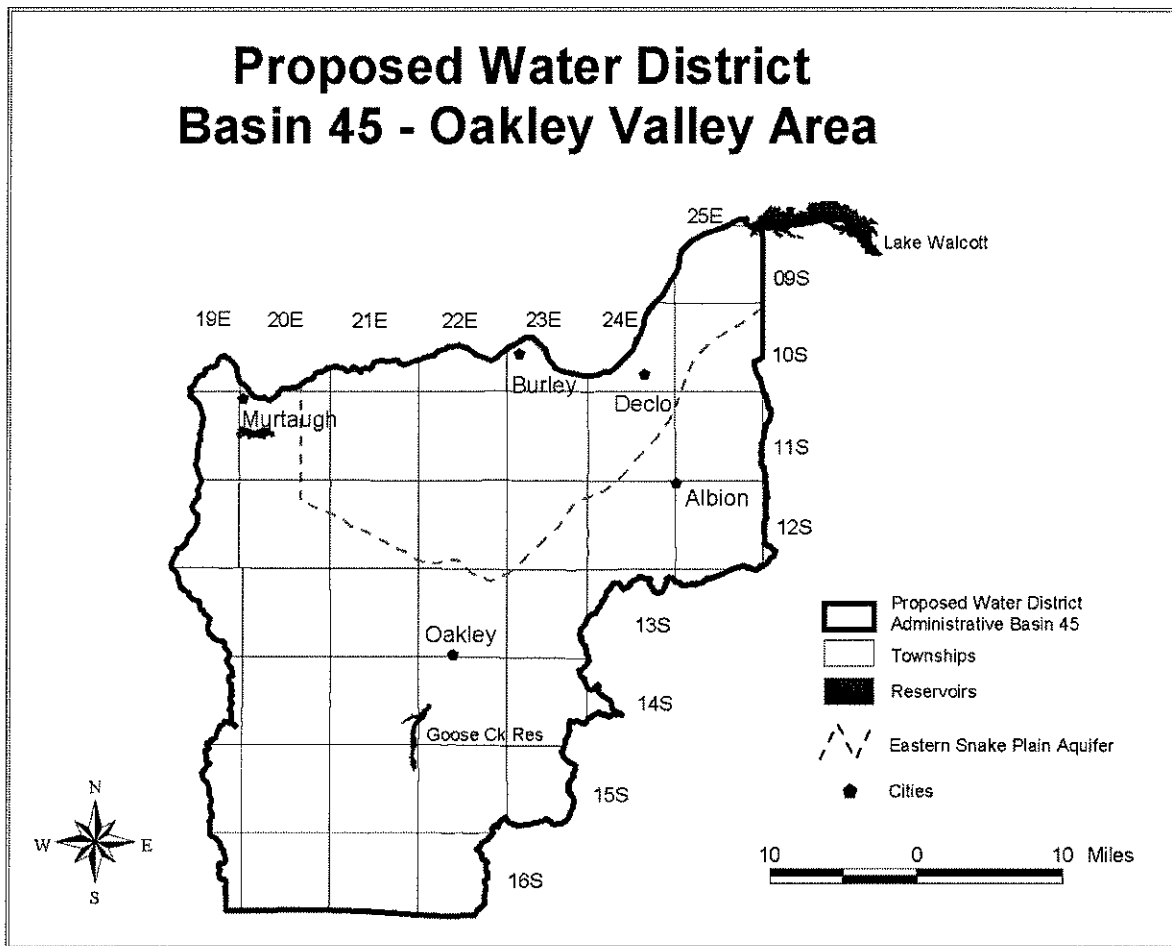 Proposed Water District
Basin 45 - Oakley Valley Area
25E
Lake Walcott
09S
19E 20E 21E 22E 23E 24E
10S
Burley
Declo
Murtaugh
11S
Albion
12S
13S
Oakley
14S
Goose Ck Res
15S
16S
Proposed Water District
Administrative Basin 45
Townships
Reservoirs
Eastern Snake Plain Aquifer
Cities
N
W E
S
10 0 10 Miles